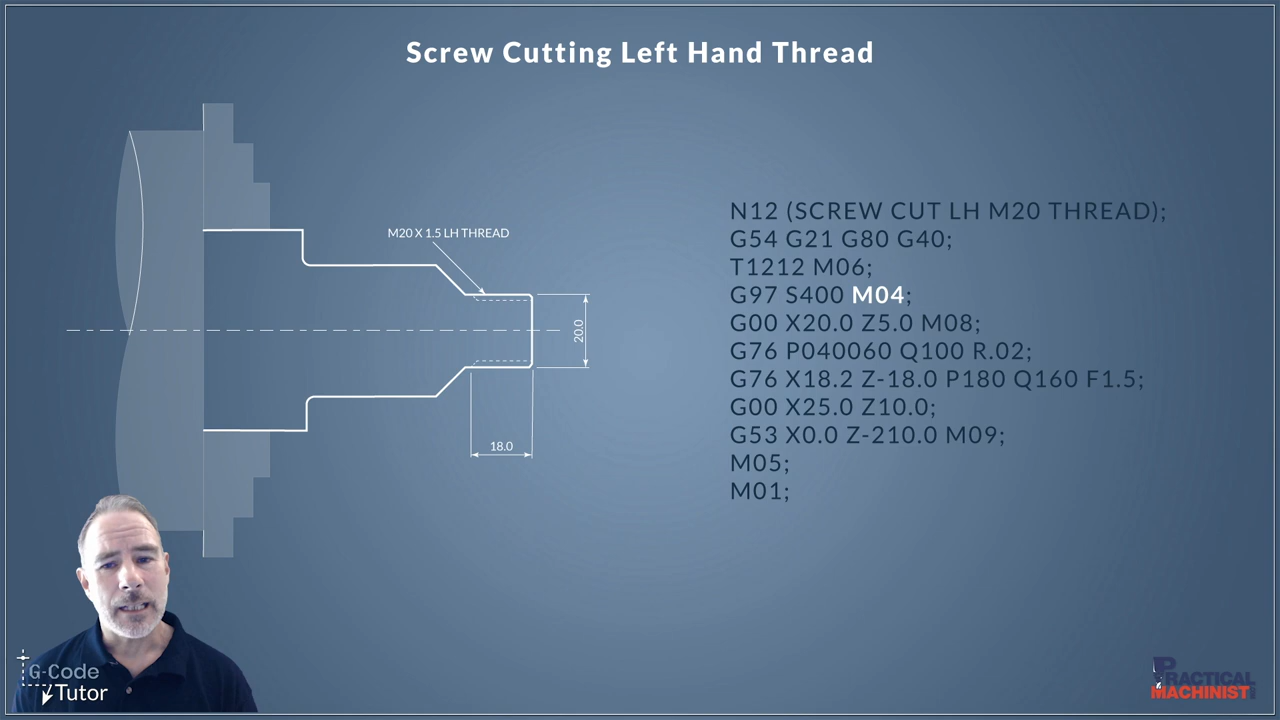 Screw Cutting Left Hand Thread
M20 X 1.5 LH THREAD
20.0
18.0
N12 (SCREW CUT LH M20 THREAD);
G54 G21 G80 G40;
T1212 M06;
G97 S400 M04;
G00 X20.0 Z5.0 M08;
G76 P040060 Q100 R.02;
G76 X18.2 Z-18.0 P180 Q160 F1.5;
G00 X25.0 Z10.0;
G53 X0.0 Z-210.0 M09;
M05;
M01;
G-Code
Tutor
PRACTICAL
MACHINIST